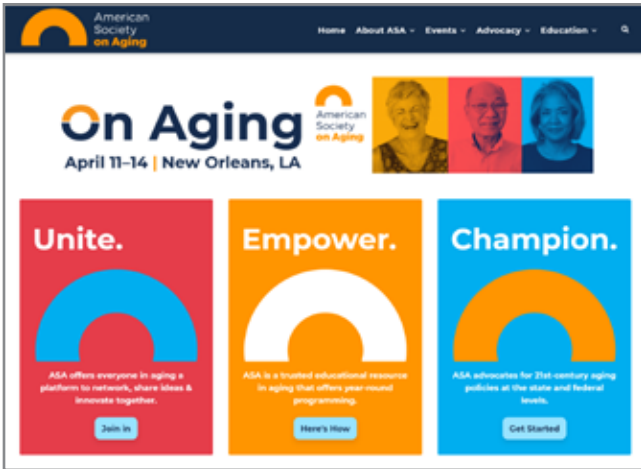 American
Society
on Aging
Home About ASA Events Advocacy Education
On Aging
April 11–14 | New Orleans, LA
American
Society
on Aging
Unite.
ASA offers everyone in aging a
platform to network, share ideas &
innovate together.
Join in
Empower.
ASA is a trusted educational resource
in aging that offers year-round
programming.
Here's How
Champion.
ASA advocates for 21st-century aging
policies at the state and federal
levels.
Get Started